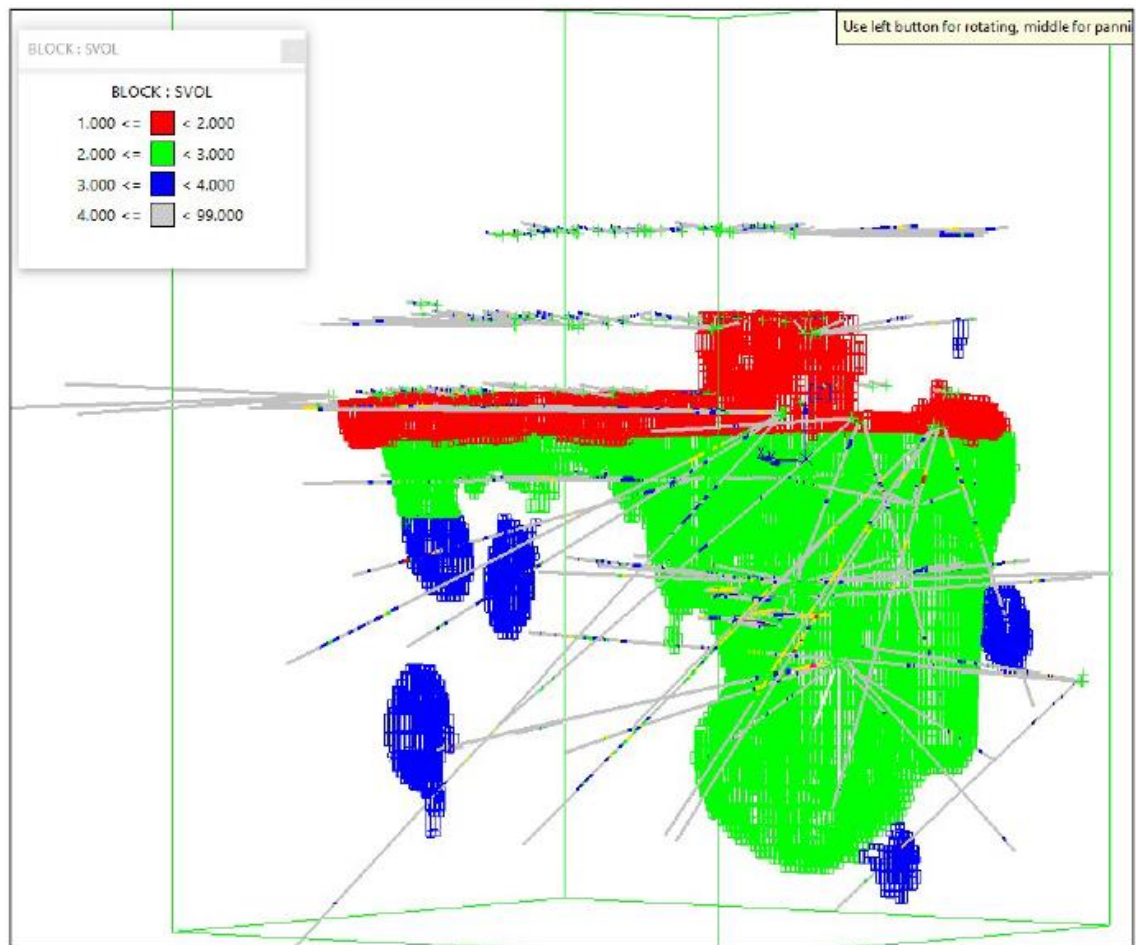 Use left button for rotating, middle for panni
BLOCK : SVOL
BLOCK : SVOL
1.000 <= < 2.000
2.000 <= < 3.000
3.000 <= < 4.000
4.000 <= < 99.000